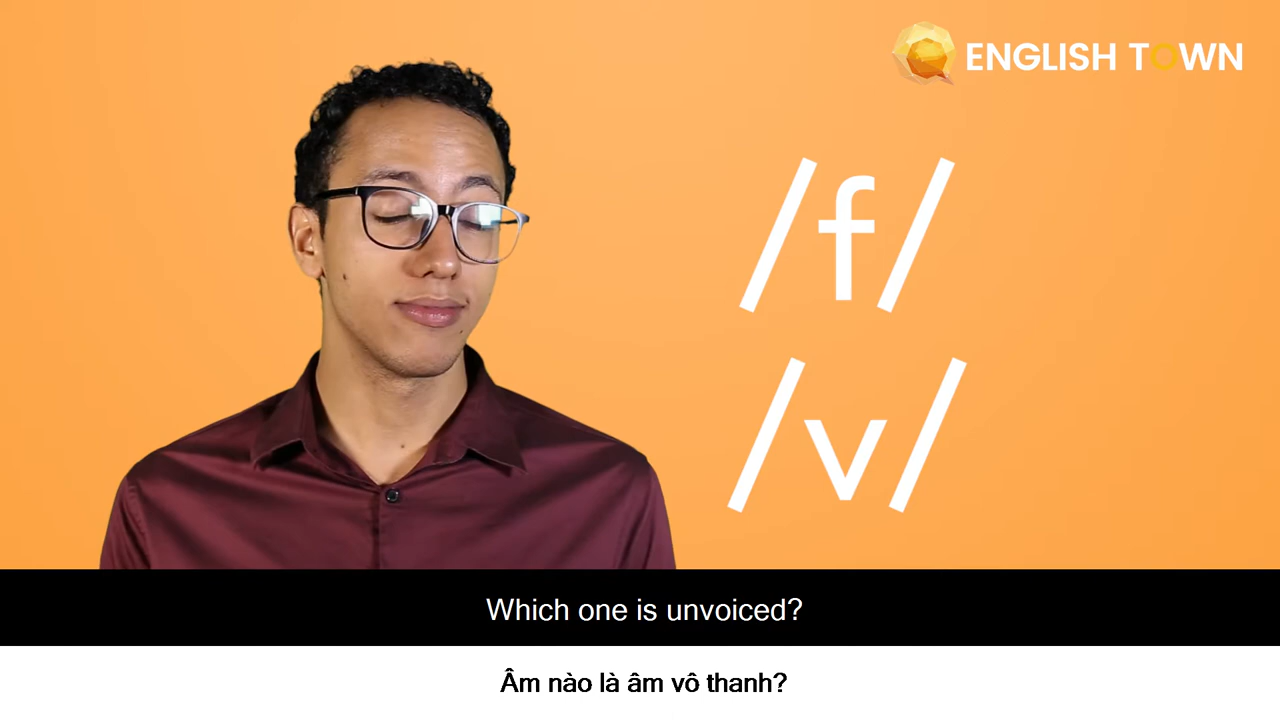 ENGLISH TOWN
/f/
/v/
Which one is unvoiced?
Âm nào là âm vô thanh?